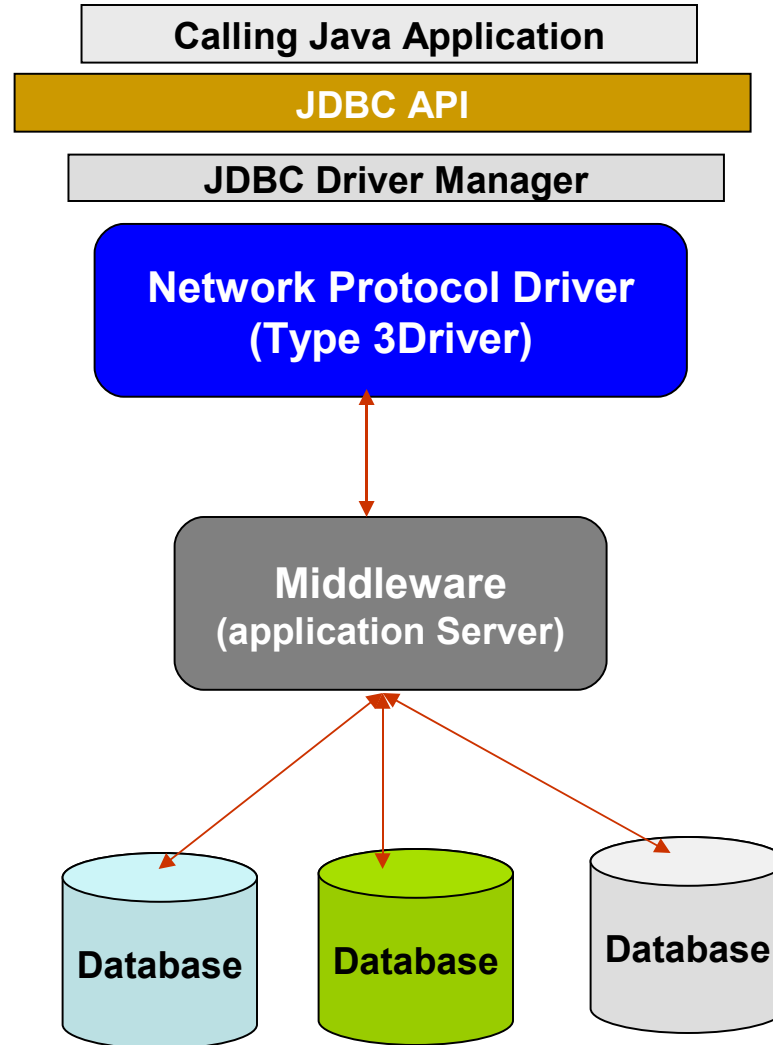 Calling Java Application
JDBC API
JDBC Driver Manager
Network Protocol Driver
(Type 3Driver)
Middleware
(application Server)
Database
Database
Database